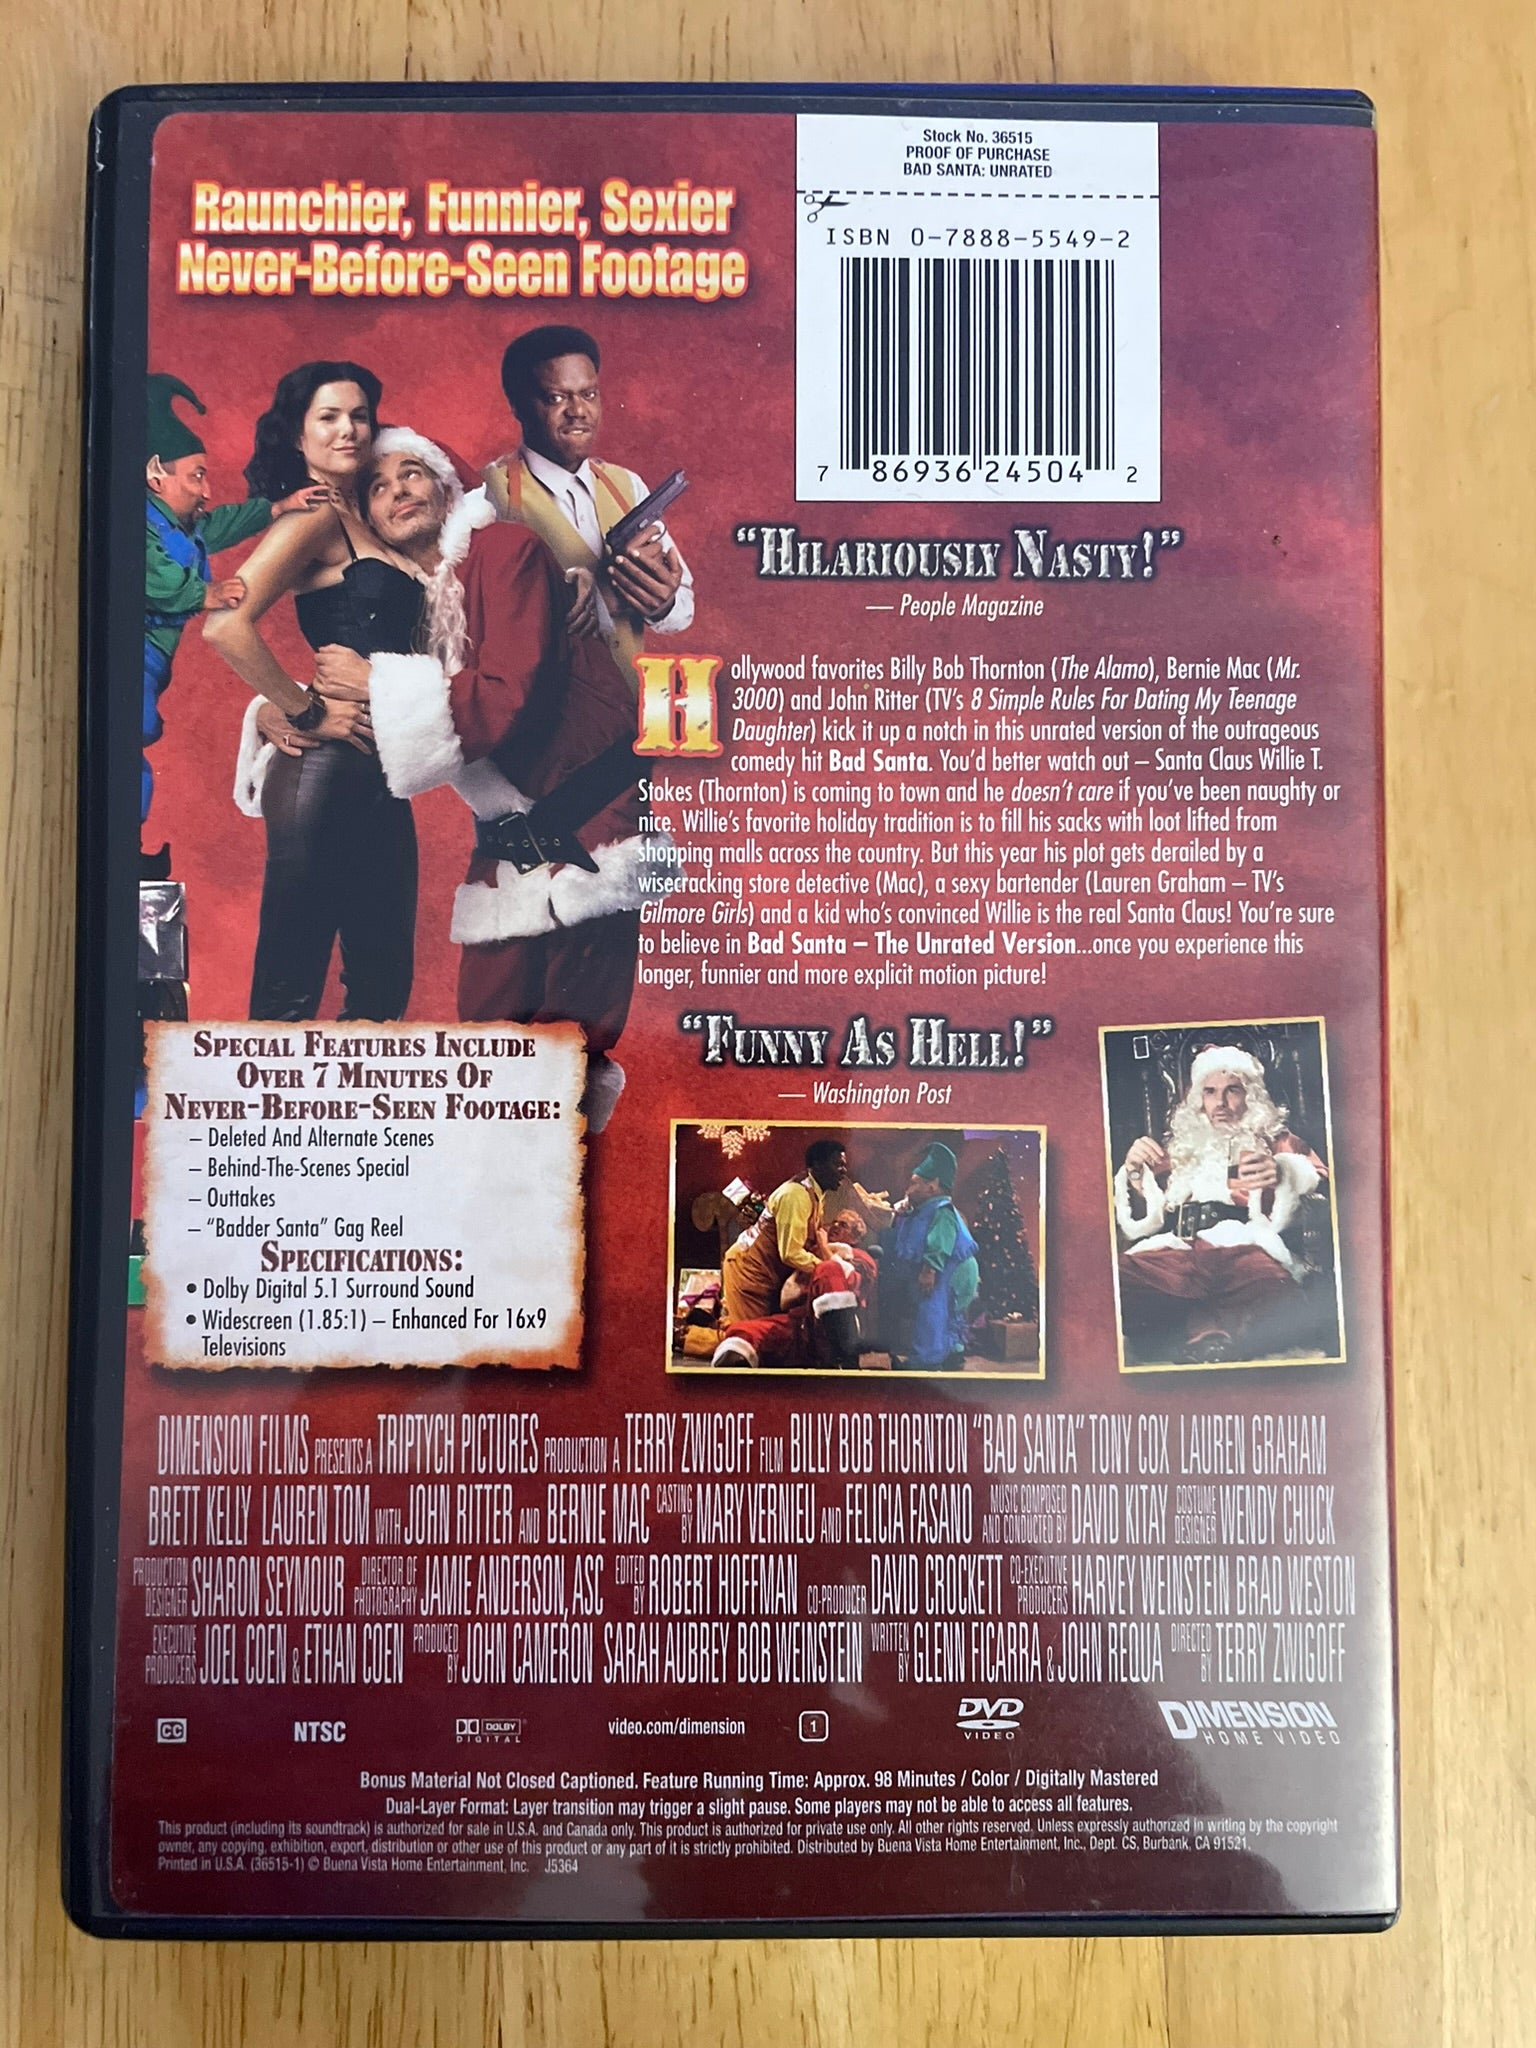 Stock No. 36515
PROOF OF PURCHASE
BAD SANTA: UNRATED
ISBN 0-7888-5549-2
7 86936 24504 2
Raunchier, Funnier, Sexier
Never-Before-Seen Footage
"HILARIOUSLY NASTY!"
— People Magazine
Hollywood favorites Billy Bob Thornton (The Alamo), Bernie Mac (Mr.
3000) and John Ritter (TV's 8 Simple Rules For Dating My Teenage
Daughter) kick it up a notch in this unrated version of the outrageous
comedy hit Bad Santa. You'd better watch out – Santa Claus Willie T.
Stokes (Thornton) is coming to town and he doesn't care if you've been naughty or
nice. Willie's favorite holiday tradition is to fill his sacks with loot lifted from
shopping malls across the country. But this year his plot gets derailed by a
wisecracking store detective (Mac), a sexy bartender (Lauren Graham – TV's
Gilmore Girls) and a kid who's convinced Willie is the real Santa Claus! You're sure
to believe in Bad Santa – The Unrated Version...once you experience this
longer, funnier and more explicit motion picture!
"FUNNY AS HELL!"
— Washington Post
SPECIAL FEATURES INCLUDE
OVER 7 MINUTES OF
NEVER-BEFORE-SEEN FOOTAGE:
– Deleted And Alternate Scenes
– Behind-The-Scenes Special
– Outtakes
– "Badder Santa" Gag Reel
SPECIFICATIONS:
• Dolby Digital 5.1 Surround Sound
• Widescreen (1.85:1) – Enhanced For 16x9
Televisions
DIMENSION FILMS PRESENTS A TRIPTYCH PICTURES PRODUCTION A TERRY ZWIGOFF FILM BILLY BOB THORNTON "BAD SANTA" TONY COX LAUREN GRAHAM
BRETT KELLY LAUREN TOM WITH JOHN RITTER AND BERNIE MAC CASTING BY MARY VERNIEU AND FELICIA FASANO MUSIC COMPOSED AND CONDUCTED BY DAVID KITAY COSTUME DESIGNER WENDY CHUCK
PRODUCTION DESIGNER SHARON SEYMOUR DIRECTOR OF PHOTOGRAPHY JAMIE ANDERSON, ASC EDITED BY ROBERT HOFFMAN CO-PRODUCER DAVID CROCKETT CO-EXECUTIVE PRODUCERS HARVEY WEINSTEIN BRAD WESTON
EXECUTIVE PRODUCERS JOEL COEN & ETHAN COEN PRODUCED BY JOHN CAMERON SARAH AUBREY BOB WEINSTEIN WRITTEN BY GLENN FICARRA & JOHN REQUA DIRECTED BY TERRY ZWIGOFF
CC NTSC DOLBY DIGITAL video.com/dimension 1 DVD VIDEO DIMENSION HOME VIDEO
Bonus Material Not Closed Captioned. Feature Running Time: Approx. 98 Minutes / Color / Digitally Mastered
Dual-Layer Format: Layer transition may trigger a slight pause. Some players may not be able to access all features.
This product (including its soundtrack) is authorized for sale in U.S.A. and Canada only. This product is authorized for private use only. All other rights reserved. Unless expressly authorized in writing by the copyright
owner, any copying, exhibition, export, distribution or other use of this product or any part of it is strictly prohibited. Distributed by Buena Vista Home Entertainment, Inc., Dept. CS, Burbank, CA 91521.
Printed in U.S.A. (36515-1) © Buena Vista Home Entertainment, Inc. J5364